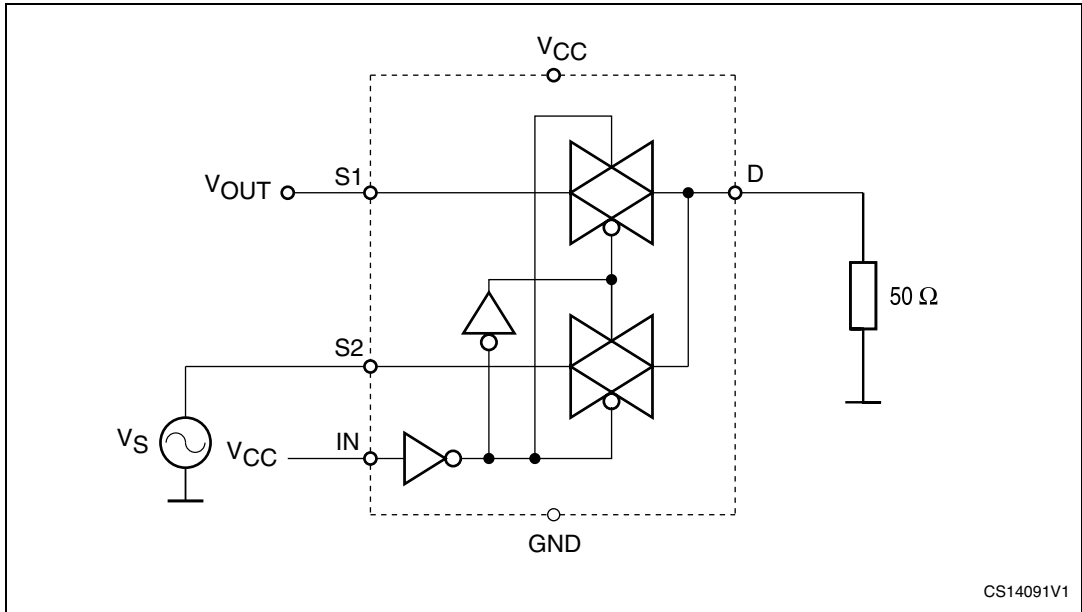 VCC
S1
D
VOUT
50 Ω
S2
VS
IN
VCC
GND
CS14091V1